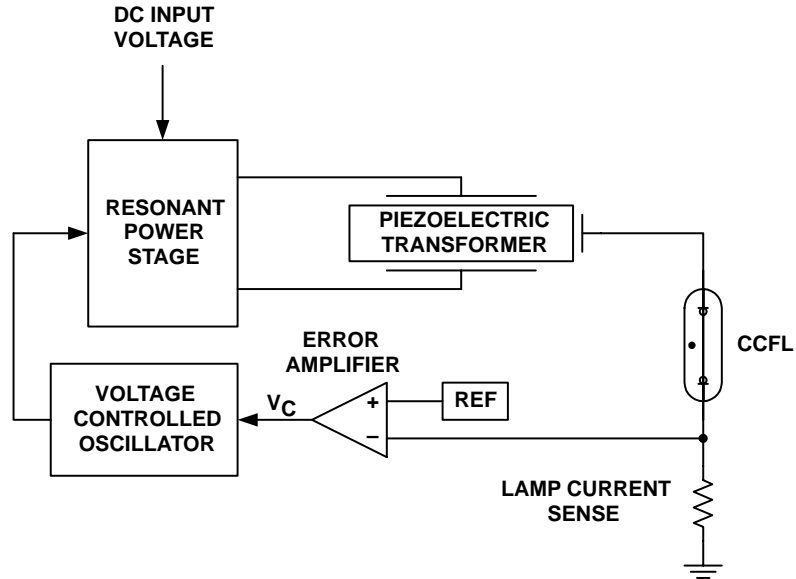 DC INPUT
VOLTAGE
RESONANT
POWER
STAGE
PIEZOELECTRIC
TRANSFORMER
CCFL
ERROR
AMPLIFIER
VOLTAGE
CONTROLLED
OSCILLATOR
VC
+
−
REF
LAMP CURRENT
SENSE